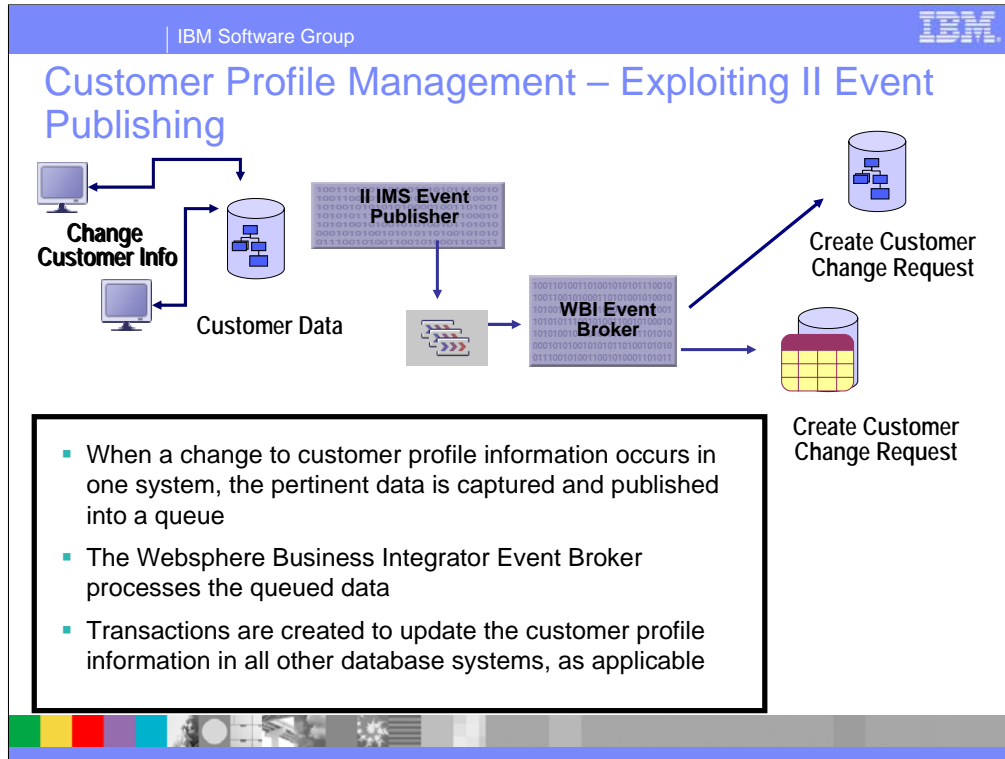 IBM Software Group
IBM.
Customer Profile Management – Exploiting II Event
Publishing
Change
Customer Info
Customer Data
II IMS Event
Publisher
WBI Event
Broker
Create Customer
Change Request
Create Customer
Change Request
When a change to customer profile information occurs in
one system, the pertinent data is captured and published
into a queue
The Websphere Business Integrator Event Broker
processes the queued data
Transactions are created to update the customer profile
information in all other database systems, as applicable